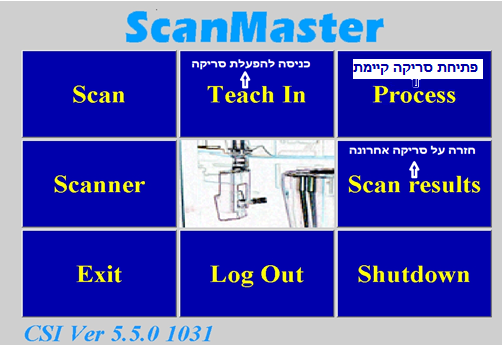 ScanMaster
Scan
כניסה להפעלת סריקה
Teach In
פתיחת סריקה קיימת
Process
Scanner
חזרה על סריקה אחרונה
Scan results
Exit
Log Out
Shutdown
CSI Ver 5.5.0 1031